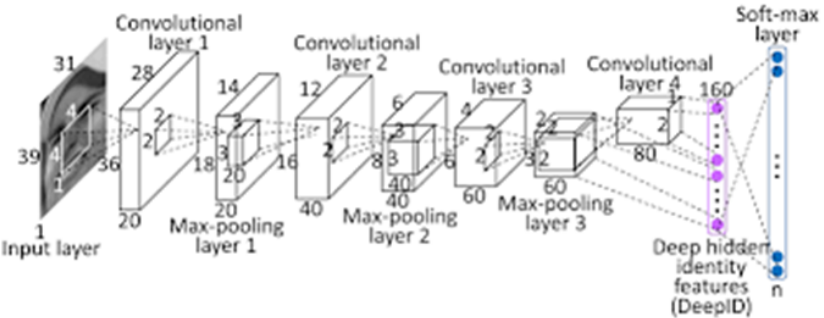 Convolutional
layer 1
31
28
4
4
1
39
36
1
Input layer
2
2
20
14
3
3
20
18
20
Max-pooling
layer 1
Convolutional
layer 2
12
2
2
16
40
6
3
3
40
8
40
Max-pooling
layer 2
Convolutional
layer 3
4
2
2
6
60
2
2
2
3
60
Max-pooling
layer 3
Convolutional
layer 4
1
2
80
160
Deep hidden
identity
features
(DeepID)
Soft-max
layer
n